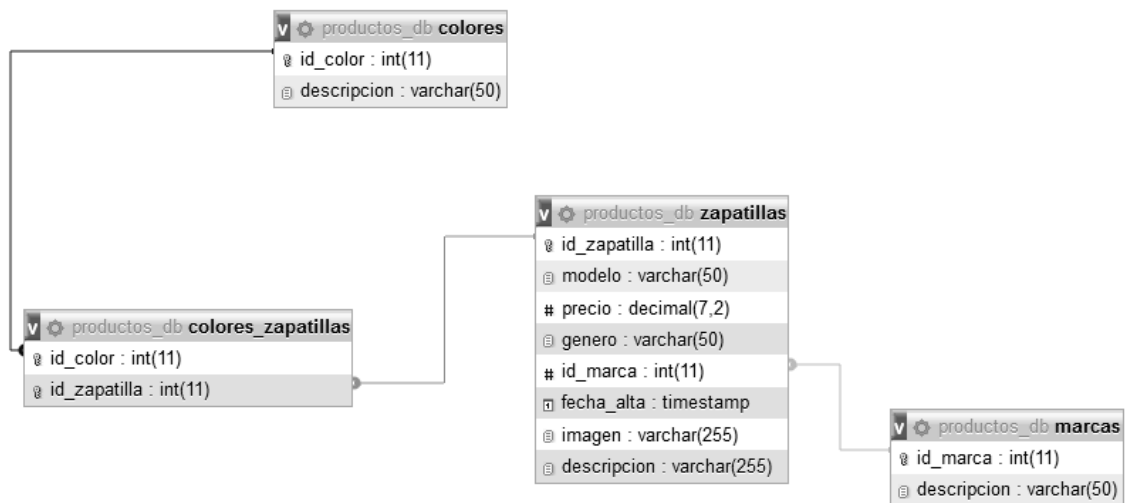 v productos_db colores
id_color : int(11)
descripcion : varchar(50)
v productos_db zapatillas
id_zapatilla : int(11)
modelo : varchar(50)
# precio : decimal(7,2)
genero : varchar(50)
# id_marca : int(11)
fecha_alta : timestamp
imagen : varchar(255)
descripcion : varchar(255)
v productos_db colores_zapatillas
id_color : int(11)
id_zapatilla : int(11)
v productos_db marcas
id_marca : int(11)
descripcion : varchar(50)